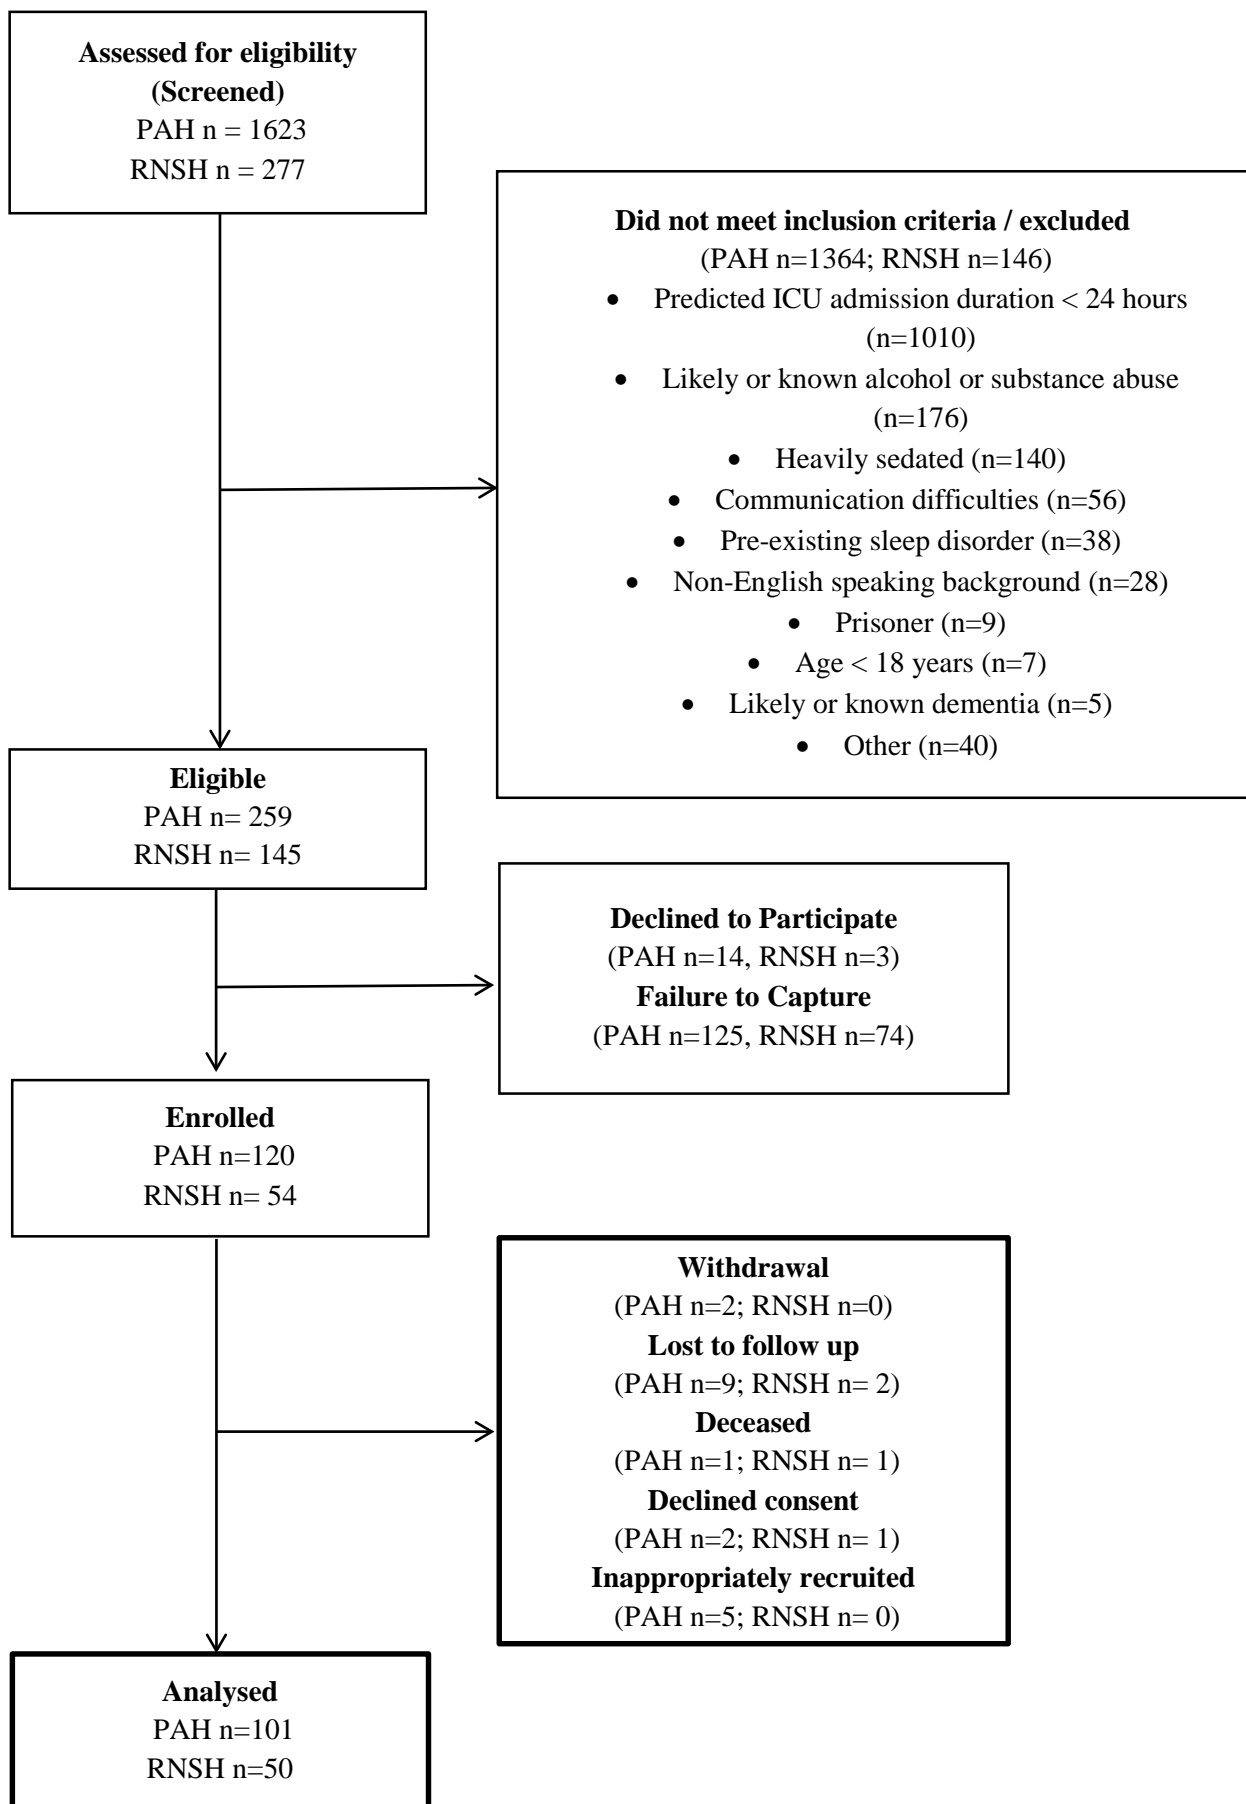 Assessed for eligibility
(Screened)
PAH n = 1623
RNSH n = 277
Did not meet inclusion criteria / excluded
(PAH n=1364; RNSH n=146)
• Predicted ICU admission duration < 24 hours
(n=1010)
• Likely or known alcohol or substance abuse
(n=176)
• Heavily sedated (n=140)
• Communication difficulties (n=56)
• Pre-existing sleep disorder (n=38)
• Non-English speaking background (n=28)
• Prisoner (n=9)
• Age < 18 years (n=7)
• Likely or known dementia (n=5)
• Other (n=40)
Eligible
PAH n= 259
RNSH n= 145
Declined to Participate
(PAH n=14, RNSH n=3)
Failure to Capture
(PAH n=125, RNSH n=74)
Enrolled
PAH n=120
RNSH n= 54
Withdrawal
(PAH n=2; RNSH n=0)
Lost to follow up
(PAH n=9; RNSH n= 2)
Deceased
(PAH n=1; RNSH n= 1)
Declined consent
(PAH n=2; RNSH n= 1)
Inappropriately recruited
(PAH n=5; RNSH n= 0)
Analysed
PAH n=101
RNSH n=50